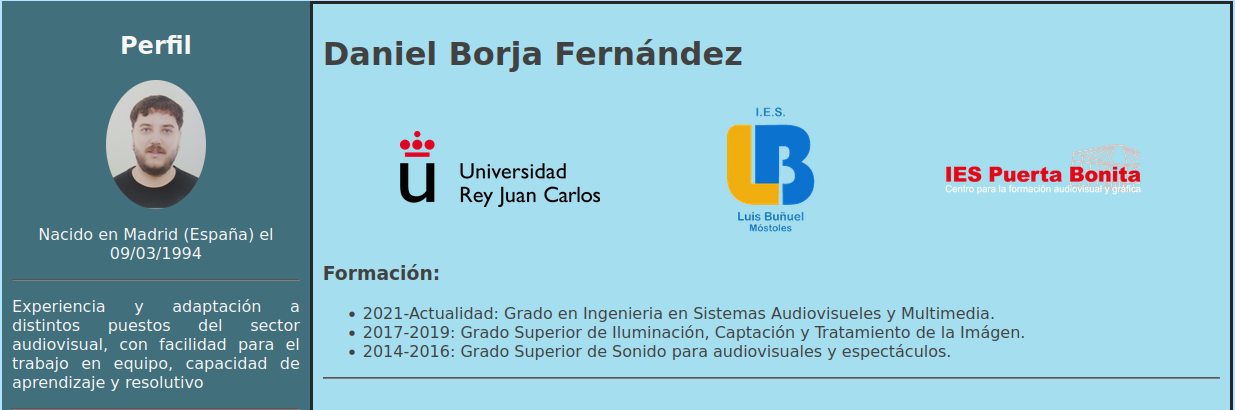 Perfil
Nacido en Madrid (España) el
09/03/1994
Experiencia y adaptación a
distintos puestos del sector
audiovisual, con facilidad para el
trabajo en equipo, capacidad de
aprendizaje y resolutivo
Daniel Borja Fernández
ü
Universidad
Rey Juan Carlos
I.E.S.
LB
Luis Buñuel
Móstoles
IES Puerta Bonita
Centro para la formación audiovisual y gráfica
Formación:
• 2021-Actualidad: Grado en Ingenieria en Sistemas Audiovisueles y Multimedia.
• 2017-2019: Grado Superior de Iluminación, Captación y Tratamiento de la Imágen.
• 2014-2016: Grado Superior de Sonido para audiovisuales y espectáculos.